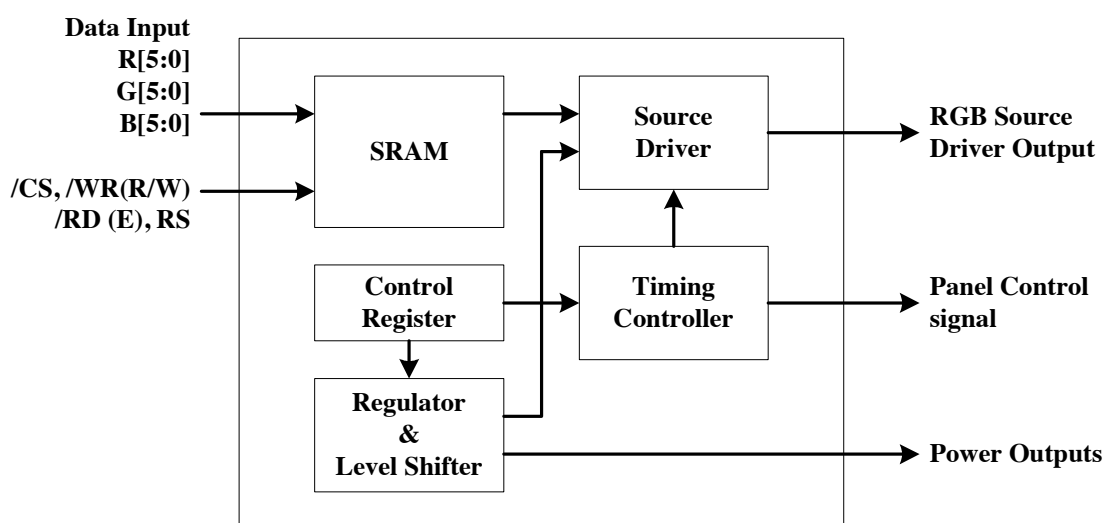 Data Input
R[5:0]
G[5:0]
B[5:0]
/CS, /WR(R/W)
/RD (E), RS
SRAM
Source
Driver
RGB Source
Driver Output
Control
Register
Timing
Controller
Panel Control
signal
Regulator
&
Level Shifter
Power Outputs